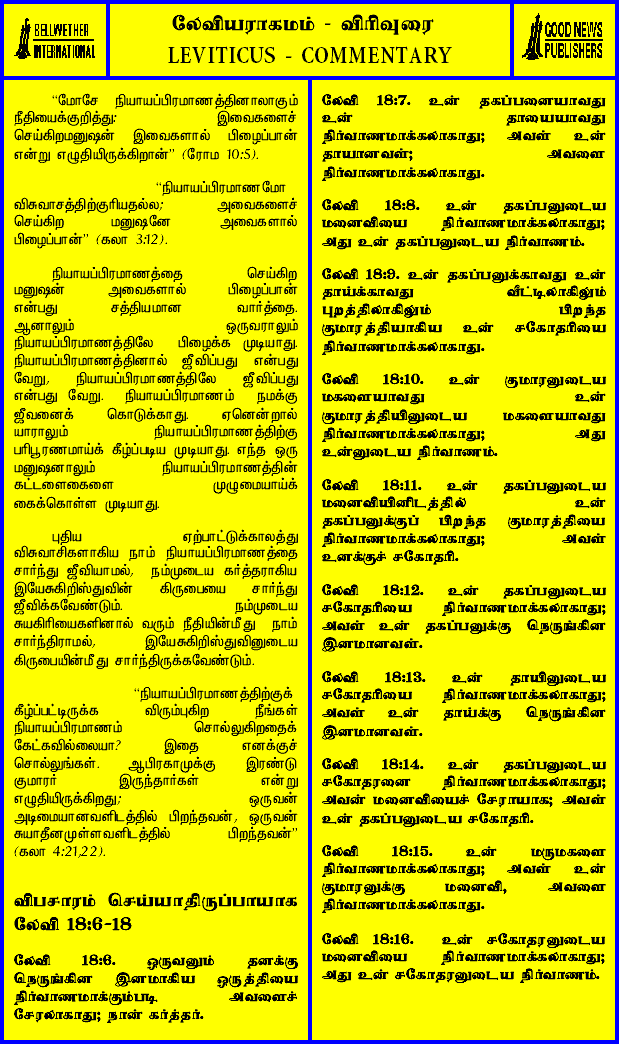 BELLWETHER
INTERNATIONAL
லேவியராகமம் - விரிவுரை
LEVITICUS - COMMENTARY
GOOD NEWS
PUBLISHERS
“மோசே நியாயப்பிரமாணத்தினாலாகும்
நீதியைக்குறித்து: இவைகளைச்
செய்கிறமனுஷன் இவைகளால் பிழைப்பான்
என்று எழுதியிருக்கிறான்” (ரோம 10:5).
“நியாயப்பிரமாணமோ
விசுவாசத்திற்குரியதல்ல; அவைகளைச்
செய்கிற மனுஷனே அவைகளால்
பிழைப்பான்” (கலா 3:12).
நியாயப்பிரமாணத்தை செய்கிற
மனுஷன் அவைகளால் பிழைப்பான்
என்பது சத்தியமான வார்த்தை.
ஆனாலும் ஒருவராலும்
நியாயப்பிரமாணத்திலே பிழைக்க முடியாது.
நியாயப்பிரமாணத்தினால் ஜீவிப்பது என்பது
வேறு, நியாயப்பிரமாணத்திலே ஜீவிப்பது
என்பது வேறு. நியாயப்பிரமாணம் நமக்கு
ஜீவனைக் கொடுக்காது. ஏனென்றால்
யாராலும் நியாயப்பிரமாணத்திற்கு
பரிபூரணமாய்க் கீழ்ப்படிய முடியாது. எந்த ஒரு
மனுஷனாலும் நியாயப்பிரமாணத்தின்
கட்டளைகளை முழுமையாய்க்
கைக்கொள்ள முடியாது.
புதிய ஏற்பாட்டுக்காலத்து
விசுவாசிகளாகிய நாம் நியாயப்பிரமாணத்தை
சார்ந்து ஜீவியாமல், நம்முடைய கர்த்தராகிய
இயேசுகிறிஸ்துவின் கிருபையை சார்ந்து
ஜீவிக்கவேண்டும். நம்முடைய
சுயகிரியைகளினால் வரும் நீதியின்மீது நாம்
சார்ந்திராமல், இயேசுகிறிஸ்துவினுடைய
கிருபையின்மீது சார்ந்திருக்கவேண்டும்.
“நியாயப்பிரமாணத்திற்குக்
கீழ்ப்பட்டிருக்க விரும்புகிற நீங்கள்
நியாயப்பிரமாணம் சொல்லுகிறதைக்
கேட்கவில்லையா? இதை எனக்குச்
சொல்லுங்கள். ஆபிரகாமுக்கு இரண்டு
குமாரர் இருந்தார்கள் என்று
எழுதியிருக்கிறது; ஒருவன்
அடிமையானவளிடத்தில் பிறந்தவன், ஒருவன்
சுயாதீனமுள்ளவளிடத்தில் பிறந்தவன்”
(கலா 4:21,22).
விபசாரம் செய்யாதிருப்பாயாக
லேவி 18:6-18
லேவி 18:6. ஒருவனும் தனக்கு
நெருங்கின இனமாகிய ஒருத்தியை
நிர்வாணமாக்கும்படி அவளைச்
சேரலாகாது; நான் கர்த்தர்.
லேவி 18:7. உன் தகப்பனையாவது
உன் தாயையாவது
நிர்வாணமாக்கலாகாது; அவள் உன்
தாயானவள்; அவளை
நிர்வாணமாக்கலாகாது.
லேவி 18:8. உன் தகப்பனுடைய
மனைவியை நிர்வாணமாக்கலாகாது;
அது உன் தகப்பனுடைய நிர்வாணம்.
லேவி 18:9. உன் தகப்பனுக்காவது உன்
தாய்க்காவது வீட்டிலாகிலும்
புறத்திலாகிலும் பிறந்த
குமாரத்தியாகிய உன் சகோதரியை
நிர்வாணமாக்கலாகாது.
லேவி 18:10. உன் குமாரனுடைய
மகளையாவது உன்
குமாரத்தியினுடைய மகளையாவது
நிர்வாணமாக்கலாகாது; அது
உன்னுடைய நிர்வாணம்.
லேவி 18:11. உன் தகப்பனுடைய
மனைவியினிடத்தில் உன்
தகப்பனுக்குப் பிறந்த குமாரத்தியை
நிர்வாணமாக்கலாகாது; அவள்
உனக்குச் சகோதரி.
லேவி 18:12. உன் தகப்பனுடைய
சகோதரியை நிர்வாணமாக்கலாகாது;
அவள் உன் தகப்பனுக்கு நெருங்கின
இனமானவள்.
லேவி 18:13. உன் தாயினுடைய
சகோதரியை நிர்வாணமாக்கலாகாது;
அவள் உன் தாய்க்கு நெருங்கின
இனமானவள்.
லேவி 18:14. உன் தகப்பனுடைய
சகோதரனை நிர்வாணமாக்கலாகாது;
அவன் மனைவியைச் சேராயாக; அவள்
உன் தகப்பனுடைய சகோதரி.
லேவி 18:15. உன் மருமகளை
நிர்வாணமாக்கலாகாது; அவள் உன்
குமாரனுக்கு மனைவி, அவளை
நிர்வாணமாக்கலாகாது.
லேவி 18:16. உன் சகோதரனுடைய
மனைவியை நிர்வாணமாக்கலாகாது;
அது உன் சகோதரனுடைய நிர்வாணம்.